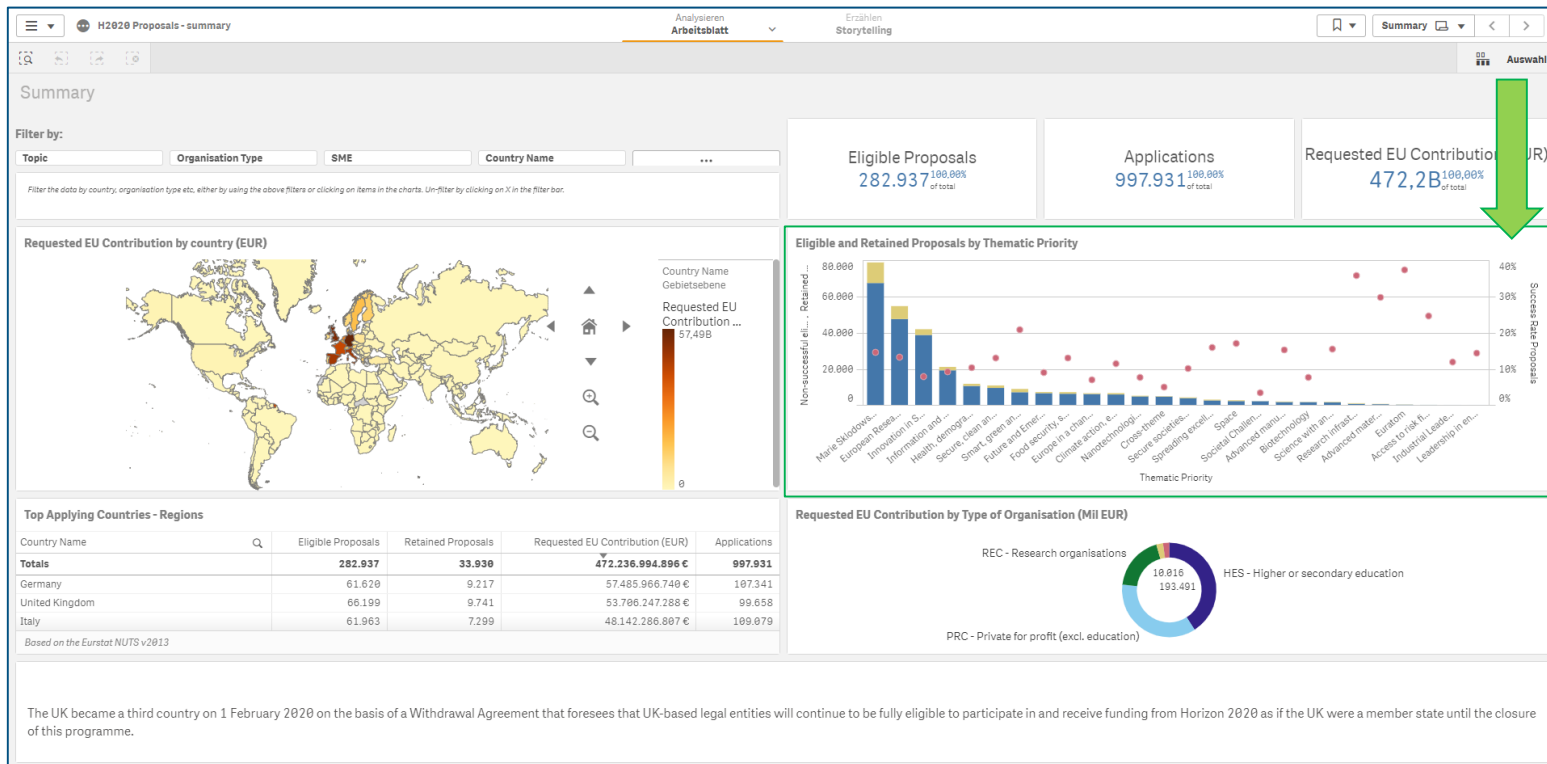 H2020 Proposals - summary
Analysieren
Arbeitsblatt
Erzählen
Storytelling
Summary
Auswahl
Summary
Filter by:
Topic
Organisation Type
SME
Country Name
...
Filter the data by country, organisation type etc, either by using the above filters or clicking on items in the charts. Un-filter by clicking on X in the filter bar.
Eligible Proposals
282.937 100,00% of total
Applications
997.931 100,00% of total
Requested EU Contributio UR)
472,2B 100,00% of total
Requested EU Contribution by country (EUR)
Country Name
Gebietsebene
Requested EU
Contribution ...
57,49B
0
Eligible and Retained Proposals by Thematic Priority
Non-successful eli..., Retained ...
80.000
60.000
40.000
20.000
0
40%
30%
20%
10%
0%
Success Rate Proposals
Marie Sklodows...
European Resea...
Innovation in S...
Information and ...
Health, demogra...
Secure, clean an...
Smart, green an...
Future and Emer...
Food security, s...
Europe in a chan...
Climate action, e...
Nanotechnologi...
Cross-theme
Secure societies...
Spreading excell...
Space
Societal Challen...
Advanced manu...
Biotechnology
Science with an...
Research infrast...
Advanced mater...
Euratom
Access to risk fi...
Industrial Leade...
Leadership in en...
Thematic Priority
Top Applying Countries - Regions
Country Name Eligible Proposals Retained Proposals Requested EU Contribution (EUR) Applications
Totals 282.937 33.930 472.236.994.896 € 997.931
Germany 61.620 9.217 57.485.966.740 € 107.341
United Kingdom 66.199 9.741 53.706.247.288 € 99.658
Italy 61.963 7.299 48.142.286.807 € 109.079
Based on the Eurstat NUTS v2013
Requested EU Contribution by Type of Organisation (Mil EUR)
REC - Research organisations
10.016
193.491
HES - Higher or secondary education
PRC - Private for profit (excl. education)
The UK became a third country on 1 February 2020 on the basis of a Withdrawal Agreement that foresees that UK-based legal entities will continue to be fully eligible to participate in and receive funding from Horizon 2020 as if the UK were a member state until the closure
of this programme.